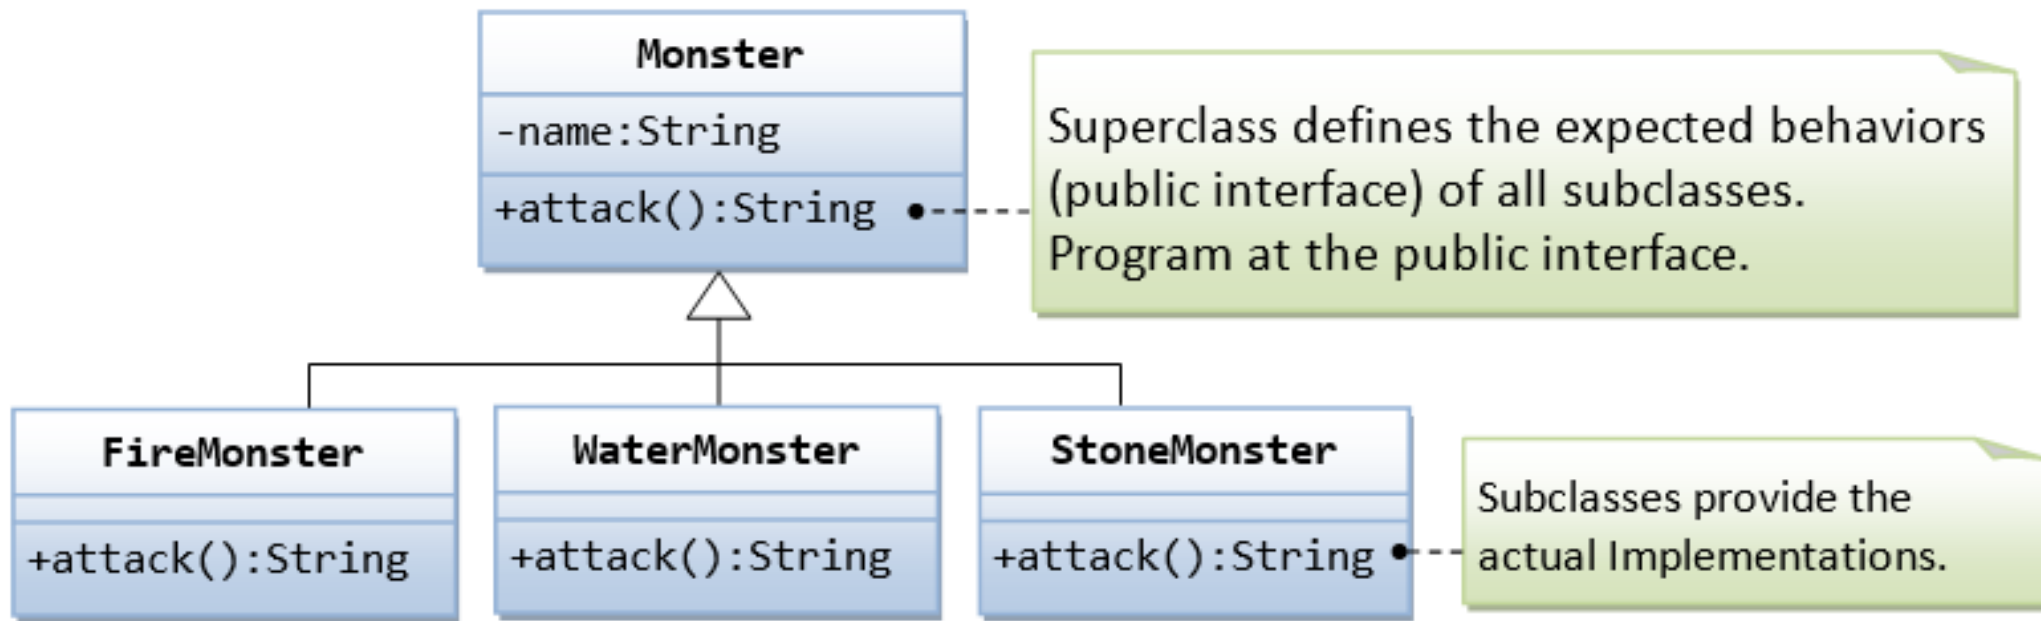 Monster
-name:String
+attack():String
Superclass defines the expected behaviors
(public interface) of all subclasses.
Program at the public interface.
FireMonster
+attack():String
WaterMonster
+attack():String
StoneMonster
+attack():String
Subclasses provide the
actual Implementations.